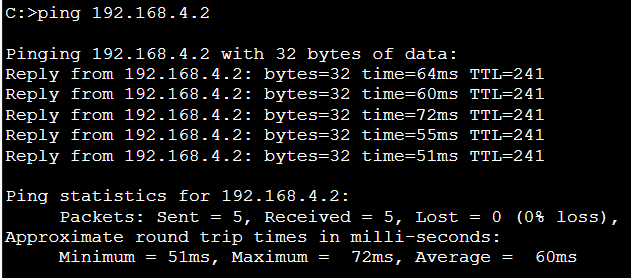 C:>ping 192.168.4.2
Pinging 192.168.4.2 with 32 bytes of data:
Reply from 192.168.4.2: bytes=32 time=64ms TTL=241
Reply from 192.168.4.2: bytes=32 time=60ms TTL=241
Reply from 192.168.4.2: bytes=32 time=72ms TTL=241
Reply from 192.168.4.2: bytes=32 time=55ms TTL=241
Reply from 192.168.4.2: bytes=32 time=51ms TTL=241
Ping statistics for 192.168.4.2:
Packets: Sent = 5, Received = 5, Lost = 0 (0% loss),
Approximate round trip times in milli-seconds:
Minimum = 51ms, Maximum =  72ms, Average =  60ms